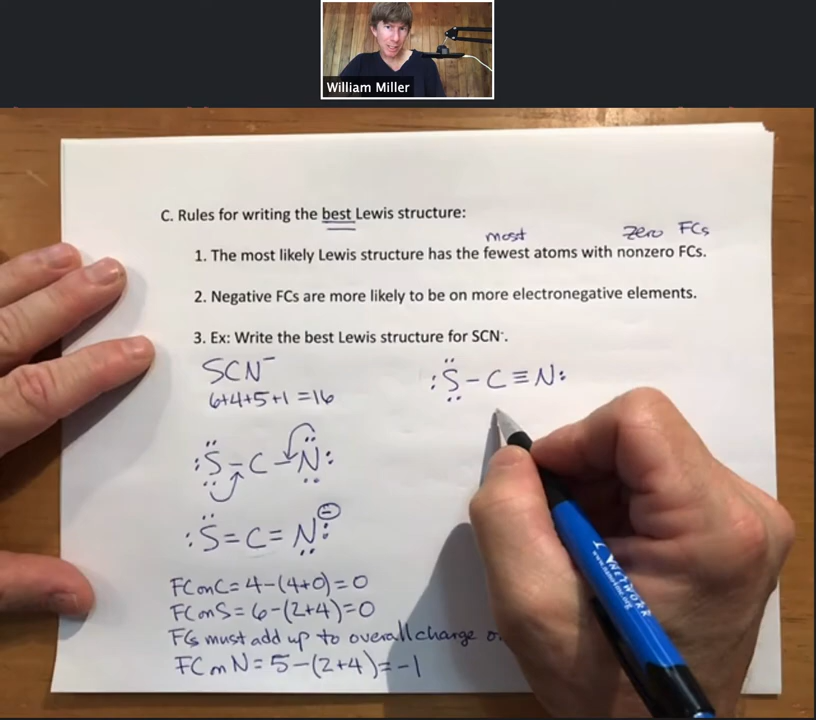 William Miller
C. Rules for writing the best Lewis structure:
most zero FCs
1. The most likely Lewis structure has the fewest atoms with nonzero FCs.
2. Negative FCs are more likely to be on more electronegative elements.
3. Ex: Write the best Lewis structure for SCN⁻.
SCN⁻
6+4+5+1=16
:S̈-C≡N:
:S̈-C-N̈:
:S̈=C=N̈: ⊖
FC on C=4-(4+0)=0
FC on S=6-(2+4)=0
FCs must add up to overall charge
FC on N=5-(2+4)=-1